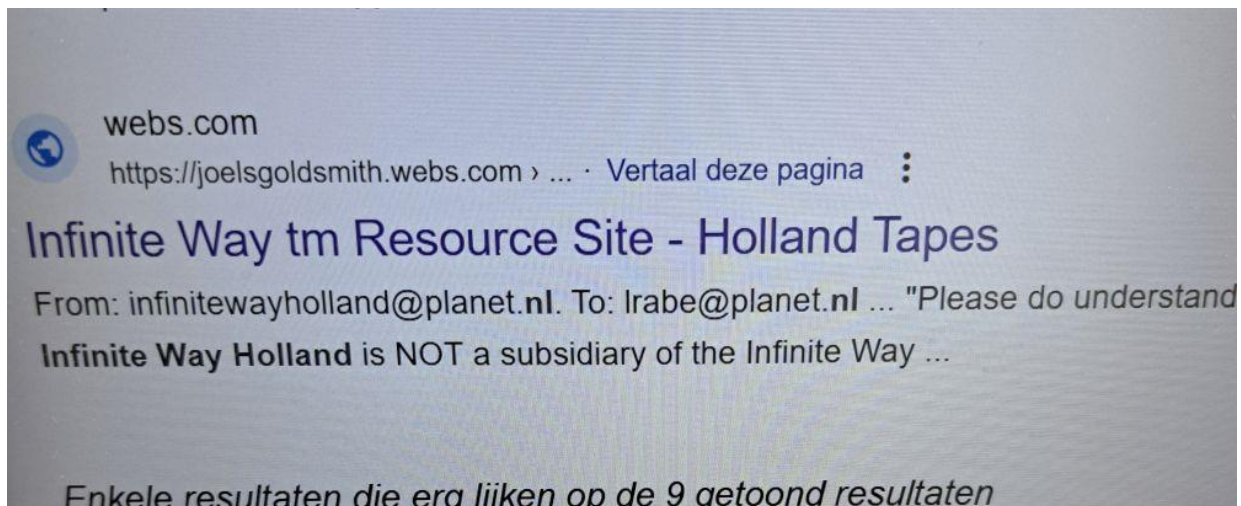 webs.com
https://joelsgoldsmith.webs.com › ... · Vertaal deze pagina
Infinite Way tm Resource Site - Holland Tapes
From: infinitewayholland@planet.nl. To: lrabe@planet.nl ... "Please do understand
Infinite Way Holland is NOT a subsidiary of the Infinite Way ...
Enkele resultaten die erg lijken op de 9 getoond resultaten